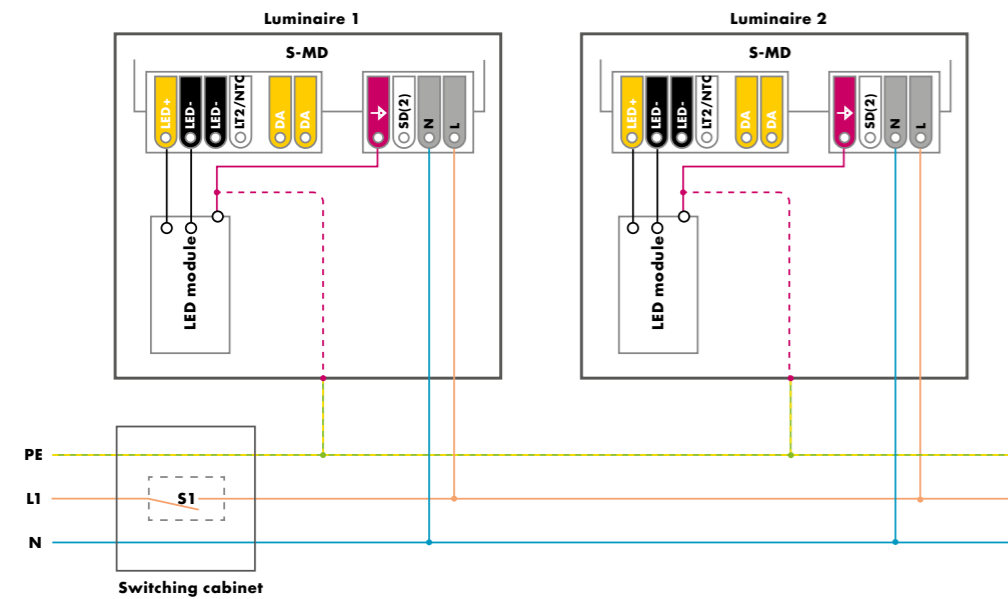 Luminaire 1
Luminaire 2
S-MD
S-MD
LED+
LED-
LED-
LT2/NTC
DA
DA
SD(2)
N
L
LED+
LED-
LED-
LT2/NTC
DA
DA
SD(2)
N
L
LED module
LED module
PE
L1
S1
N
Switching cabinet